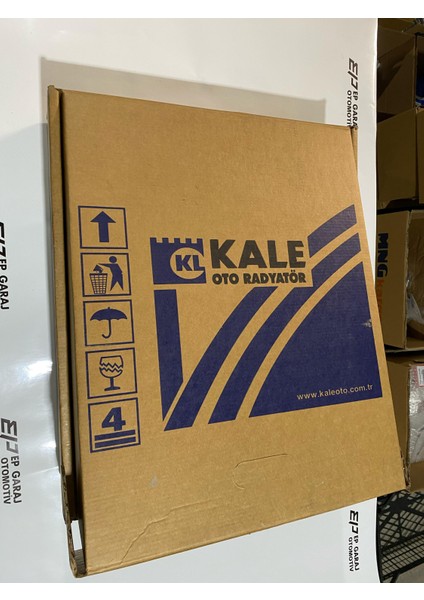 EP GARAJ
OTOMOTİV
KL
KALE
OTO RADYATÖR
4
www.kaleoto.com.tr
MNG
EP GARAJ
EP GARAJ
OTOMOTİV
EP GARAJ
OTOMOTİV